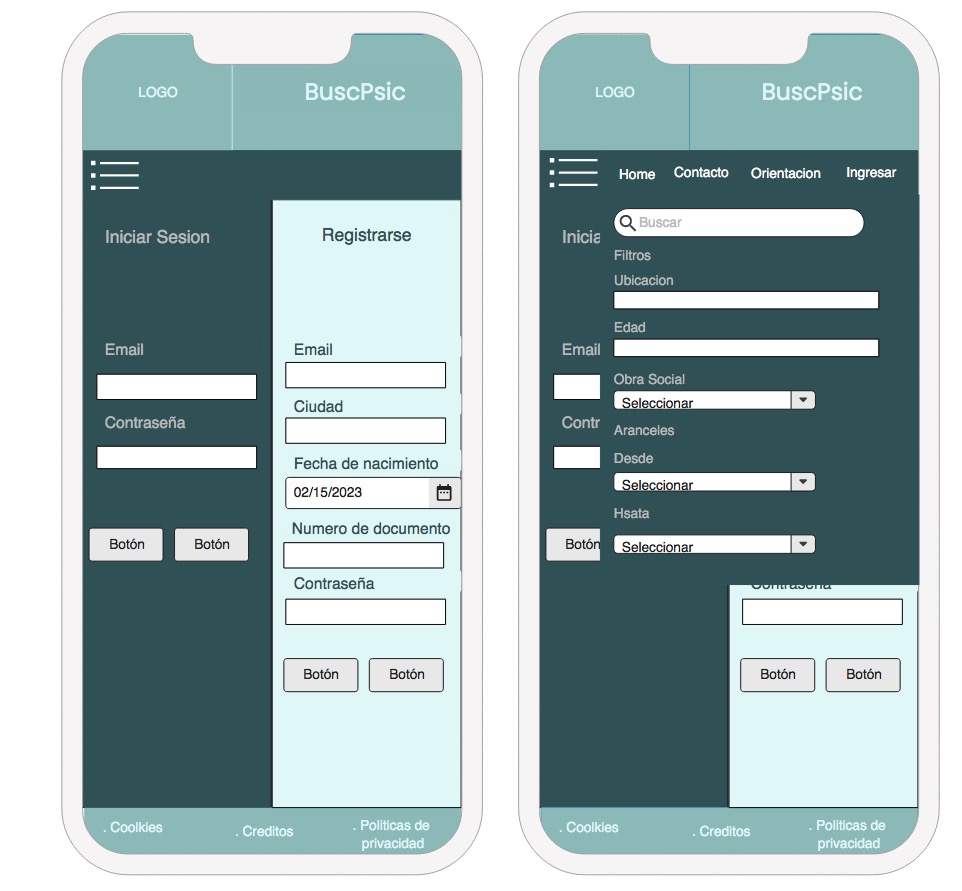 LOGO
BuscPsic
Iniciar Sesion
Registrarse
Email
Contraseña
Botón
Botón
Email
Ciudad
Fecha de nacimiento
02/15/2023
Numero de documento
Contraseña
Botón
Botón
. Coolkies
. Creditos
. Politicas de
privacidad
LOGO
BuscPsic
Home
Contacto
Orientacion
Ingresar
Inicia
Email
Contr
Botón
Buscar
Filtros
Ubicacion
Edad
Obra Social
Seleccionar
Aranceles
Desde
Seleccionar
Hsata
Seleccionar
Contraseña
Botón
Botón
. Cookies
. Creditos
. Politicas de
privacidad